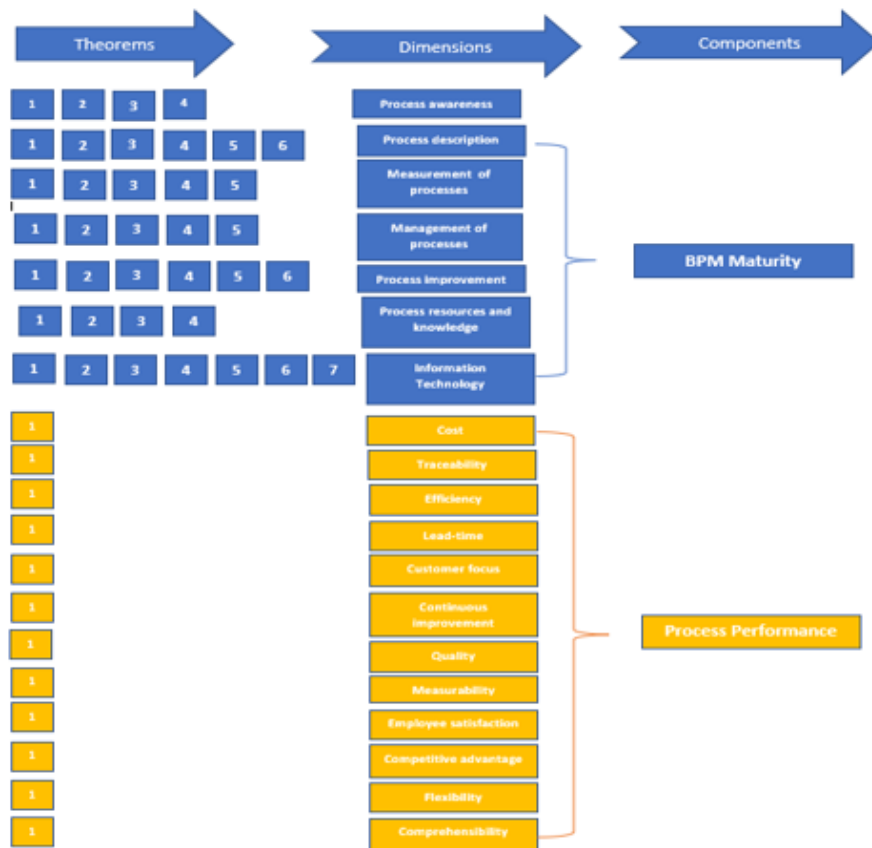 Theorems Dimensions Components
1 2 3 4 Process awareness
1 2 3 4 5 6 Process description
1 2 3 4 5 Measurement of
processes
1 2 3 4 5 Management of
processes
BPM Maturity
1 2 3 4 5 6 Process improvement
1 2 3 4 Process resources and
knowledge
1 2 3 4 5 6 7 Information
Technology
1 Cost
1 Traceability
1 Efficiency
1 Lead-time
1 Customer focus
1 Continuous
improvement
Process Performance
1 Quality
1 Measurability
1 Employee satisfaction
1 Competitive advantage
1 Flexibility
1 Comprehensibility